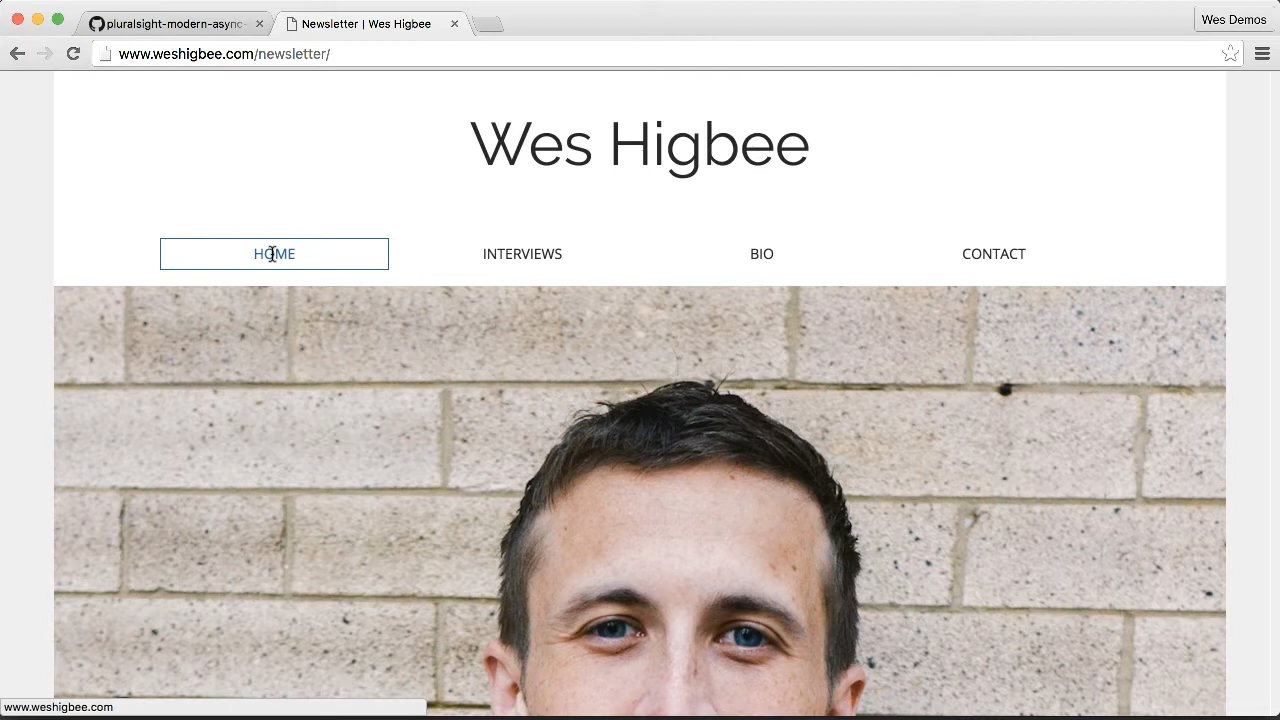 pluralsight-modern-async-
Newsletter | Wes Higbee
Wes Demos
www.weshigbee.com/newsletter/
Wes Higbee
HOME
INTERVIEWS
BIO
CONTACT
www.weshigbee.com